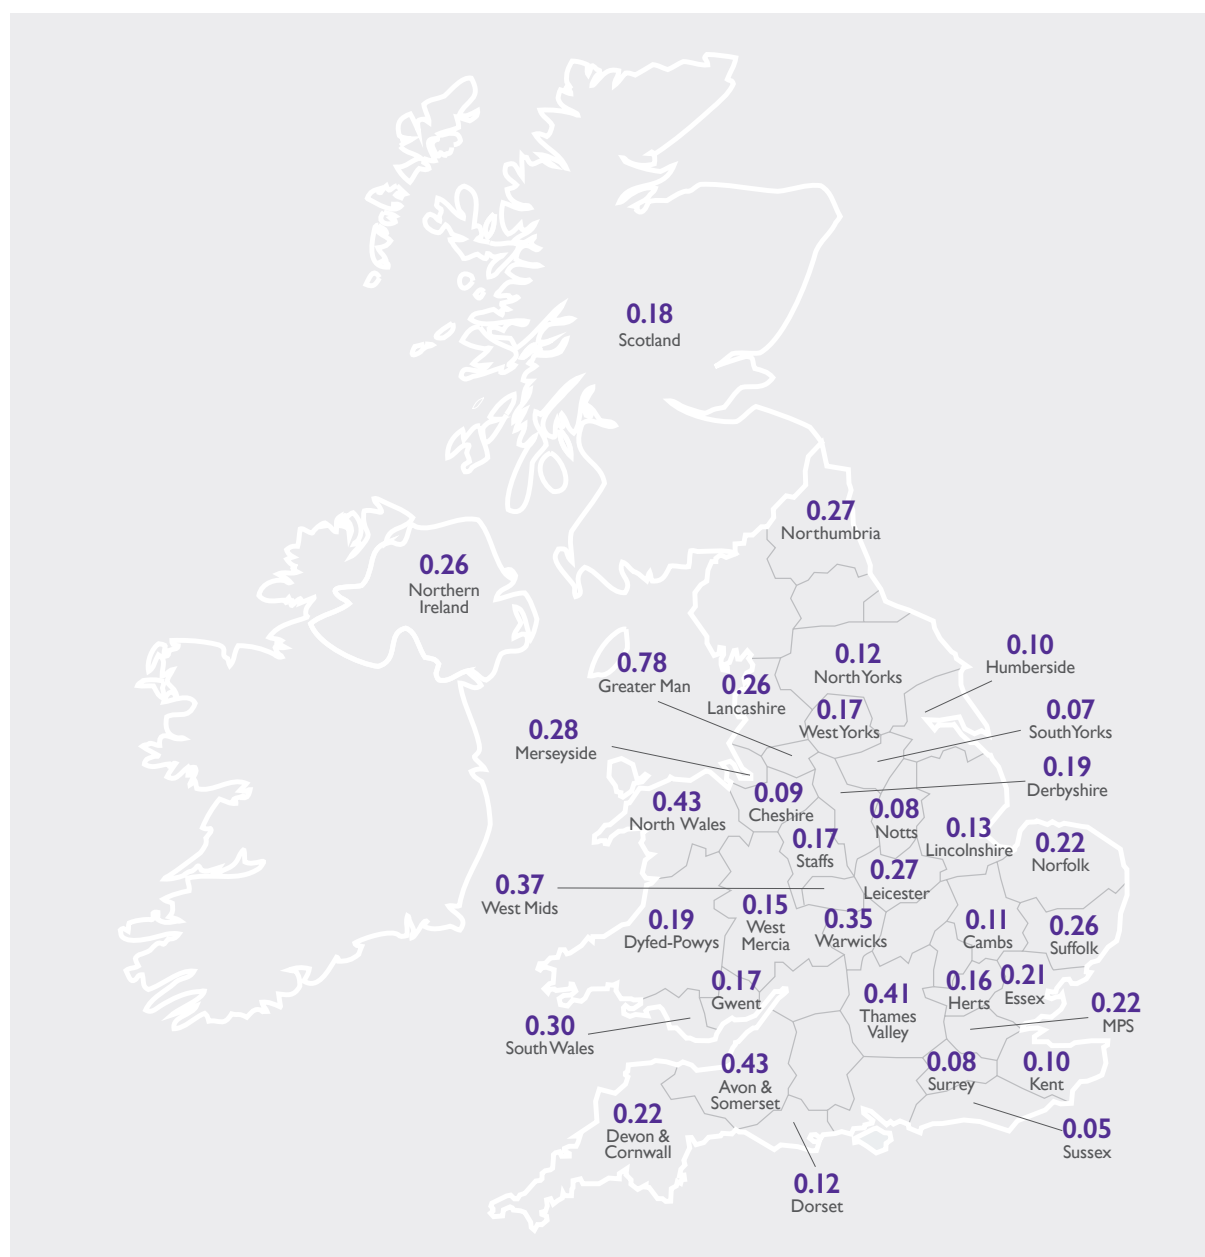 0.18
Scotland
0.27
Northumbria
0.26
Northern
Ireland
0.78
Greater Man
0.26
Lancashire
0.12
North Yorks
0.10
Humberside
0.17
West Yorks
0.07
South Yorks
0.28
Merseyside
0.19
Derbyshire
0.43
North Wales
0.09
Cheshire
0.08
Notts
0.13
Lincolnshire
0.22
Norfolk
0.17
Staffs
0.27
Leicester
0.37
West Mids
0.19
Dyfed-Powys
0.15
West
Mercia
0.35
Warwicks
0.11
Cambs
0.26
Suffolk
0.17
Gwent
0.41
Thames
Valley
0.16
Herts
0.21
Essex
0.22
MPS
0.30
South Wales
0.43
Avon &
Somerset
0.08
Surrey
0.10
Kent
0.22
Devon &
Cornwall
0.05
Sussex
0.12
Dorset